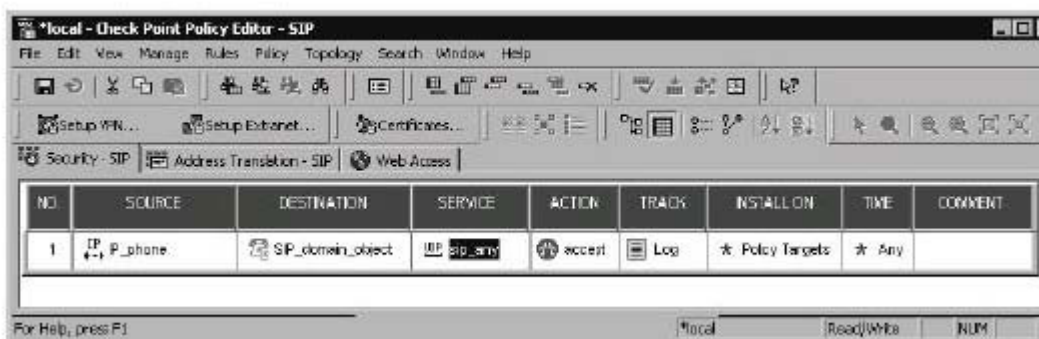 *local - Check Point Policy Editor - SIP
File Edit View Manage Rules Policy Topology Search Window Help
Setup VPN... Setup Extranet... Certificates...
Security - SIP Address Translation - SIP Web Access
NO. SOURCE DESTINATION SERVICE ACTION TRACK INSTALL ON TIME COMMENT
1 IP P_phone SIP_domain_object UDP sip_any accept Log * Policy Targets * Any
For Help, press F1 *local Read/Write NUM